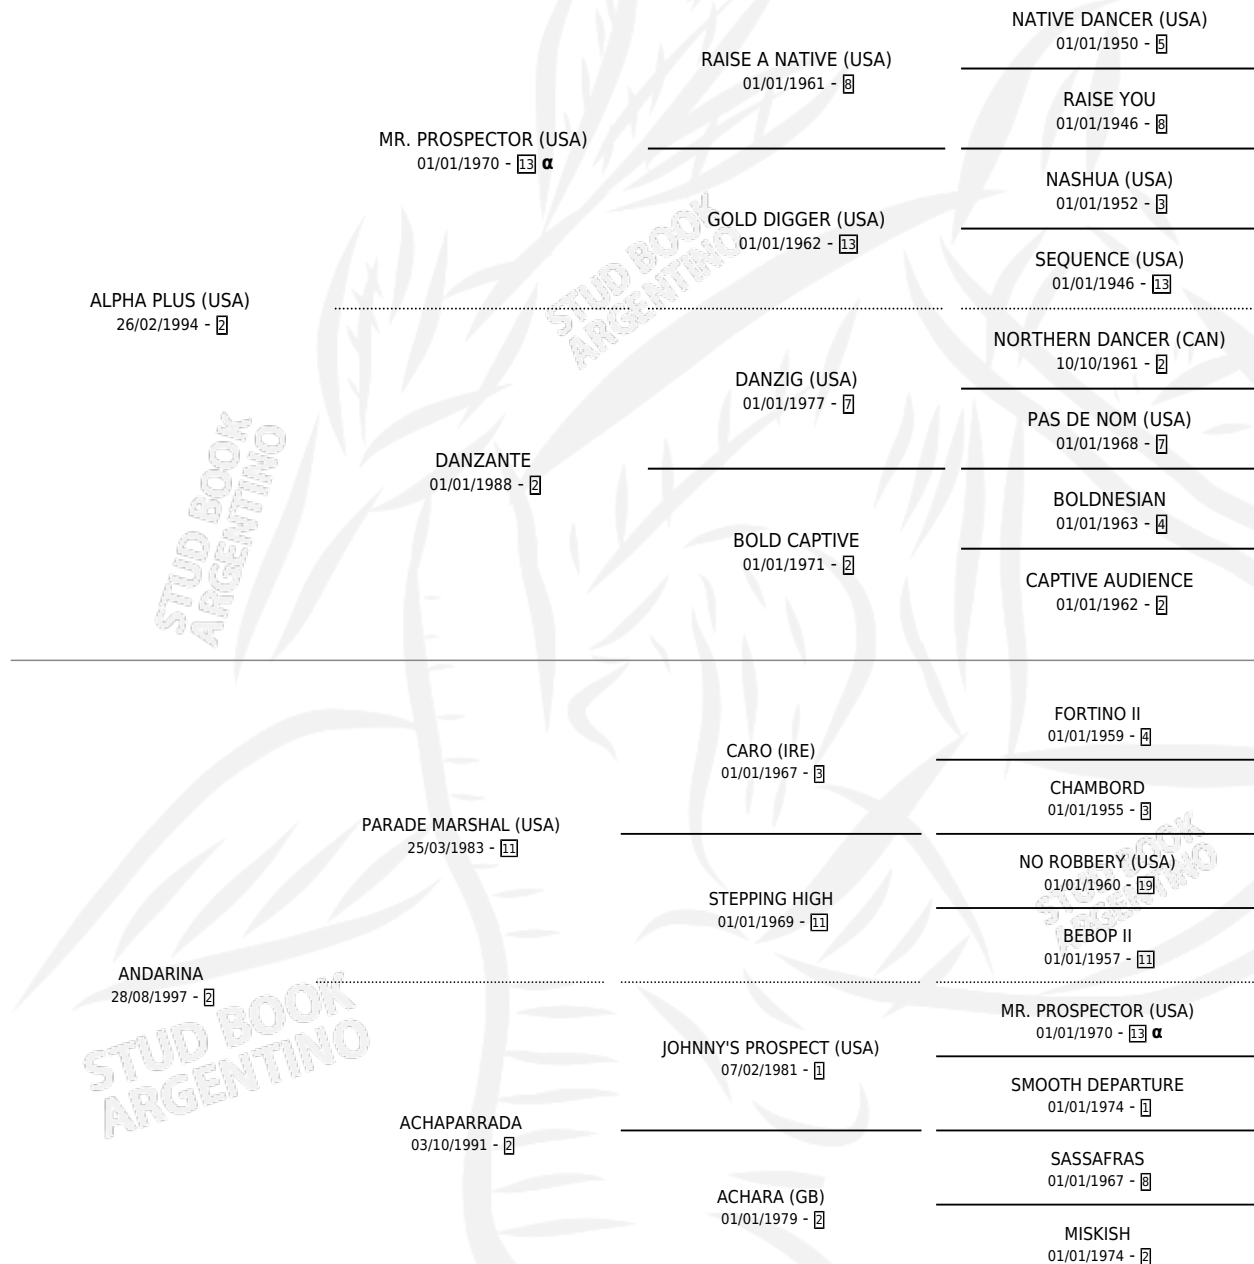 NATIVE DANCER (USA)
01/01/1950 - 5
RAISE A NATIVE (USA)
01/01/1961 - 8
RAISE YOU
01/01/1946 - 8
MR. PROSPECTOR (USA)
01/01/1970 - 13 α
NASHUA (USA)
01/01/1952 - 3
GOLD DIGGER (USA)
01/01/1962 - 13
SEQUENCE (USA)
01/01/1946 - 13
ALPHA PLUS (USA)
26/02/1994 - 2
STUD BOOK
ARGENTINO
NORTHERN DANCER (CAN)
10/10/1961 - 2
DANZIG (USA)
01/01/1977 - 7
PAS DE NOM (USA)
01/01/1968 - 7
DANZANTE
01/01/1988 - 2
BOLDNESIAN
01/01/1963 - 4
BOLD CAPTIVE
01/01/1971 - 2
CAPTIVE AUDIENCE
01/01/1962 - 2
STUD BOOK
ARGENTINO
FORTINO II
01/01/1959 - 4
CARO (IRE)
01/01/1967 - 3
CHAMBORD
01/01/1955 - 3
PARADE MARSHAL (USA)
25/03/1983 - 11
NO ROBBERY (USA)
01/01/1960 - 19
STEPPING HIGH
01/01/1969 - 11
BEBOP II
01/01/1957 - 11
STUD BOOK
ARGENTINO
ANDARINA
28/08/1997 - 2
STUD BOOK
ARGENTINO
MR. PROSPECTOR (USA)
01/01/1970 - 13 α
JOHNNY'S PROSPECT (USA)
07/02/1981 - 1
SMOOTH DEPARTURE
01/01/1974 - 1
ACHAPARRADA
03/10/1991 - 2
SASSAFRAS
01/01/1967 - 8
ACHARA (GB)
01/01/1979 - 2
MISKISH
01/01/1974 - 2